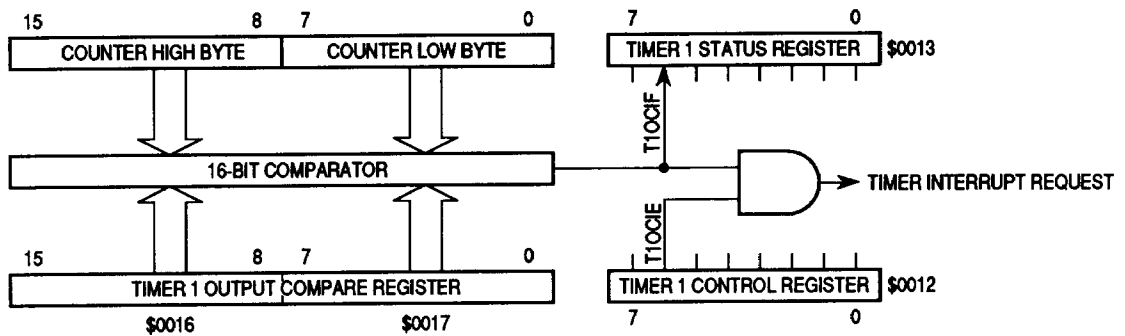 15 8 7 0
COUNTER HIGH BYTE COUNTER LOW BYTE
7 0
TIMER 1 STATUS REGISTER $0013
T1OCIF
16-BIT COMPARATOR
TIMER INTERRUPT REQUEST
T1OCIE
15 8 7 0
TIMER 1 OUTPUT COMPARE REGISTER
$0016 $0017
TIMER 1 CONTROL REGISTER $0012
7 0